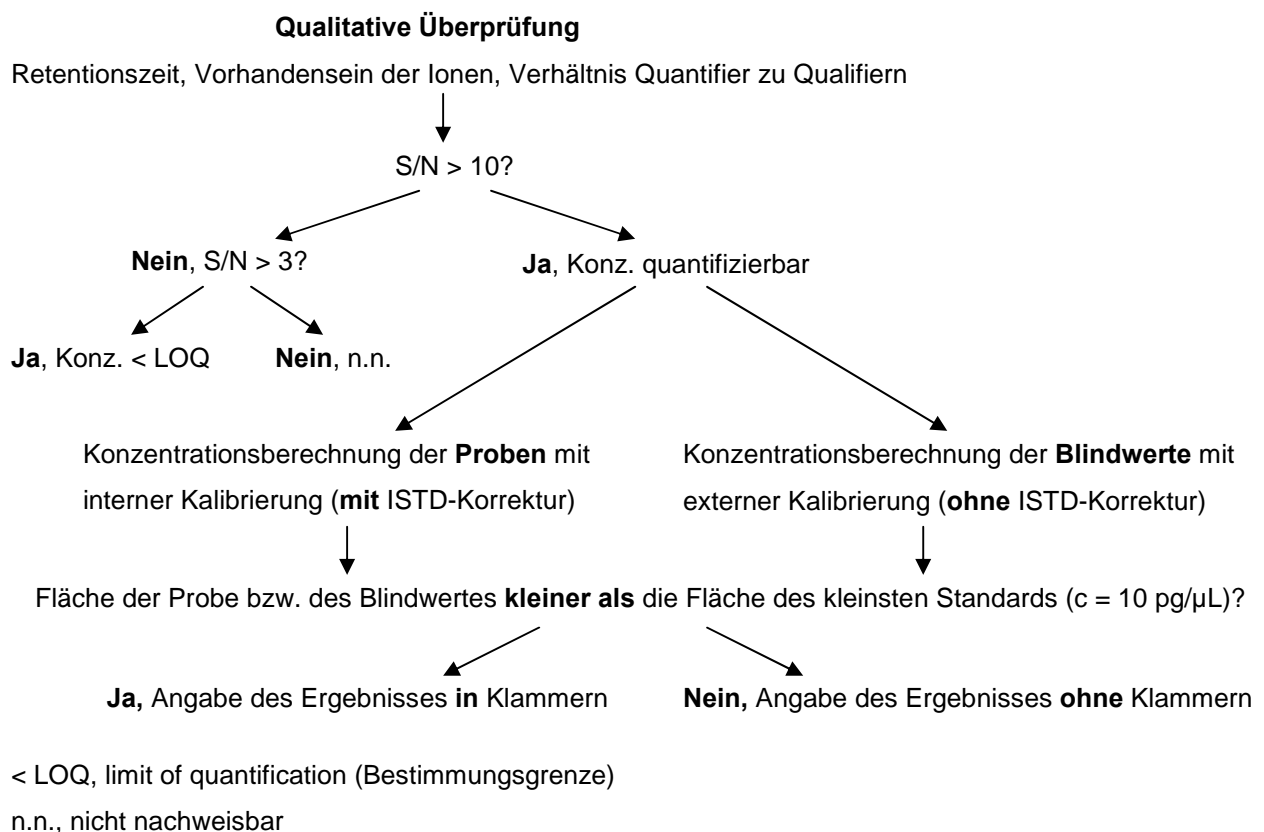 Qualitative Überprüfung
Retentionszeit, Vorhandensein der Ionen, Verhältnis Quantifier zu Qualifiern
S/N > 10?
Nein, S/N > 3?
Ja, Konz. quantifizierbar
Ja, Konz. < LOQ
Nein, n.n.
Konzentrationsberechnung der Proben mit
interner Kalibrierung (mit ISTD-Korrektur)
Konzentrationsberechnung der Blindwerte mit
externer Kalibrierung (ohne ISTD-Korrektur)
Fläche der Probe bzw. des Blindwertes kleiner als die Fläche des kleinsten Standards (c = 10 pg/µL)?
Ja, Angabe des Ergebnisses in Klammern
Nein, Angabe des Ergebnisses ohne Klammern
< LOQ, limit of quantification (Bestimmungsgrenze)
n.n., nicht nachweisbar